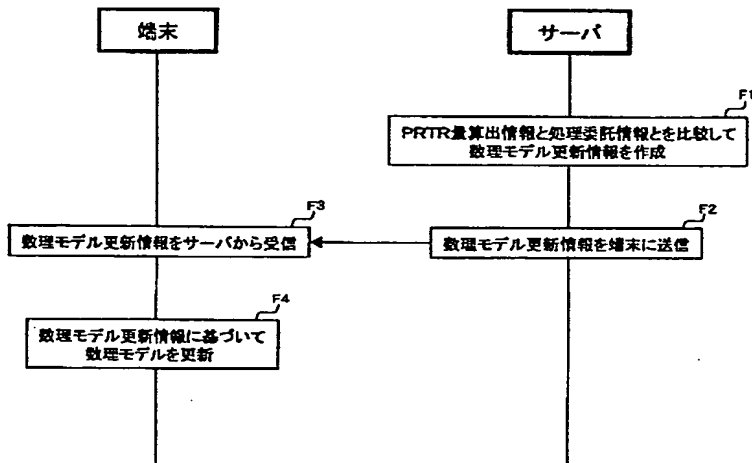 端末
サーバ
F1
PRTR量算出情報と処理委託情報とを比較して
数理モデル更新情報を作成
F3
数理モデル更新情報をサーバから受信
F2
数理モデル更新情報を端末に送信
F4
数理モデル更新情報に基づいて
数理モデルを更新